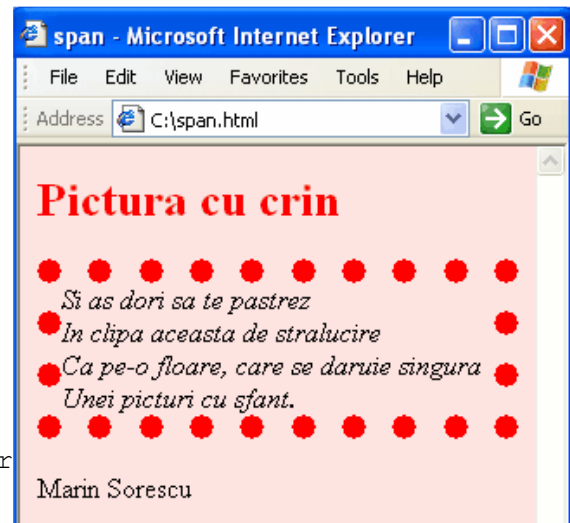 span - Microsoft Internet Explorer
File Edit View Favorites Tools Help
Address C:\span.html Go
Pictura cu crin
Si as dori sa te pastrez
In clipa aceasta de stralucire
Ca pe-o floare, care se daruie singura
Unei picturi cu sfant.
r
Marin Sorescu